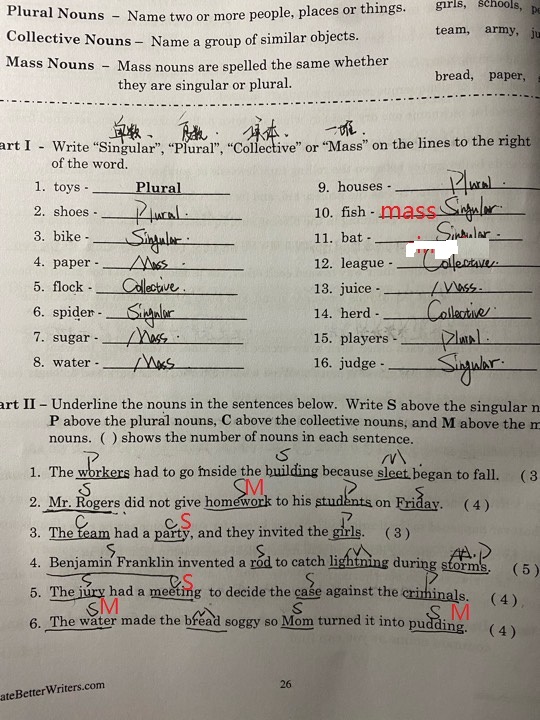 Plural Nouns – Name two or more people, places or things. girls, schools,
Collective Nouns – Name a group of similar objects. team, army,
Mass Nouns – Mass nouns are spelled the same whether they are singular or plural. bread, paper,
单数. 复数. 一堆.
art I - Write “Singular”, “Plural”, “Collective” or “Mass” on the lines to the right
of the word.
1. toys - Plural
2. shoes - Plural.
3. bike - Singular.
4. paper - Mass.
5. flock - Collective.
6. spider - Singular
7. sugar - Mass.
8. water - Mass
9. houses - Plural.
10. fish - mass Singular.
11. bat - Singular.
12. league - Collective.
13. juice - Mass.
14. herd - Collective.
15. players - Plural.
16. judge - Singular.
art II – Underline the nouns in the sentences below. Write S above the singular n
P above the plural nouns, C above the collective nouns, and M above the m
nouns. ( ) shows the number of nouns in each sentence.
P S M
1. The workers had to go inside the building because sleet began to fall. (3
S S M P S
2. Mr. Rogers did not give homework to his students on Friday. (4)
C C S P
3. The team had a party, and they invited the girls. (3)
S S M P
4. Benjamin Franklin invented a rod to catch lightning during storms. (5)
S S S P
5. The jury had a meeting to decide the case against the criminals. (4)
S M M S S M
6. The water made the bread soggy so Mom turned it into pudding. (4)
ateBetterWriters.com 26